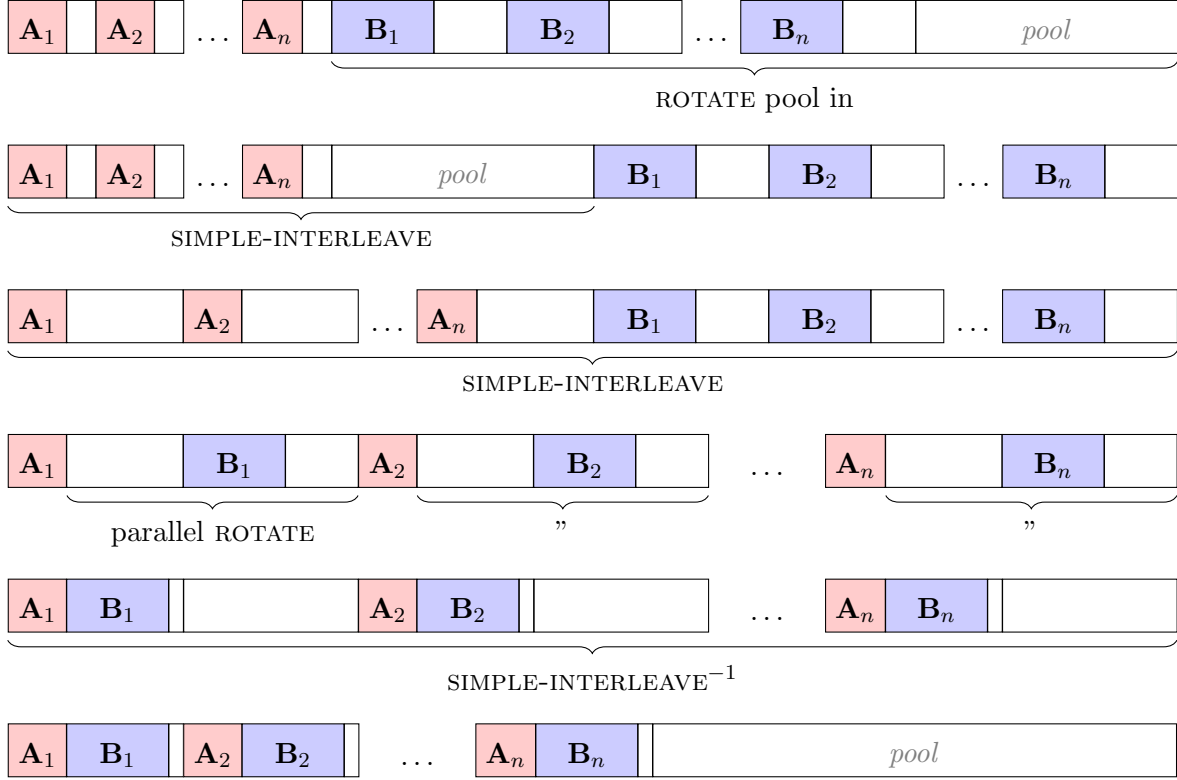 A₁ A₂ … Aₙ B₁ B₂ … Bₙ pool
ROTATE pool in
A₁ A₂ … Aₙ pool B₁ B₂ … Bₙ
SIMPLE-INTERLEAVE
A₁ A₂ … Aₙ B₁ B₂ … Bₙ
SIMPLE-INTERLEAVE
A₁ B₁ A₂ B₂ … Aₙ Bₙ
parallel ROTATE ” ”
A₁ B₁ A₂ B₂ … Aₙ Bₙ
SIMPLE-INTERLEAVE⁻¹
A₁ B₁ A₂ B₂ … Aₙ Bₙ pool